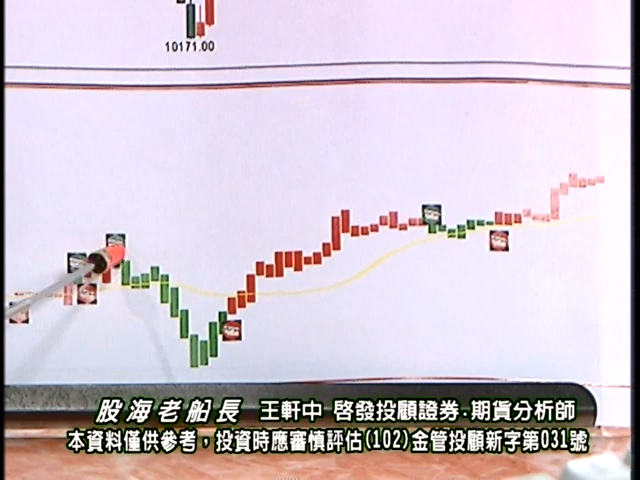 10171.00
股海老船長 王軒中 啓發投顧證券.期貨分析師
本資料僅供參考，投資時應審慎評估(102)金管投顧新字第031號